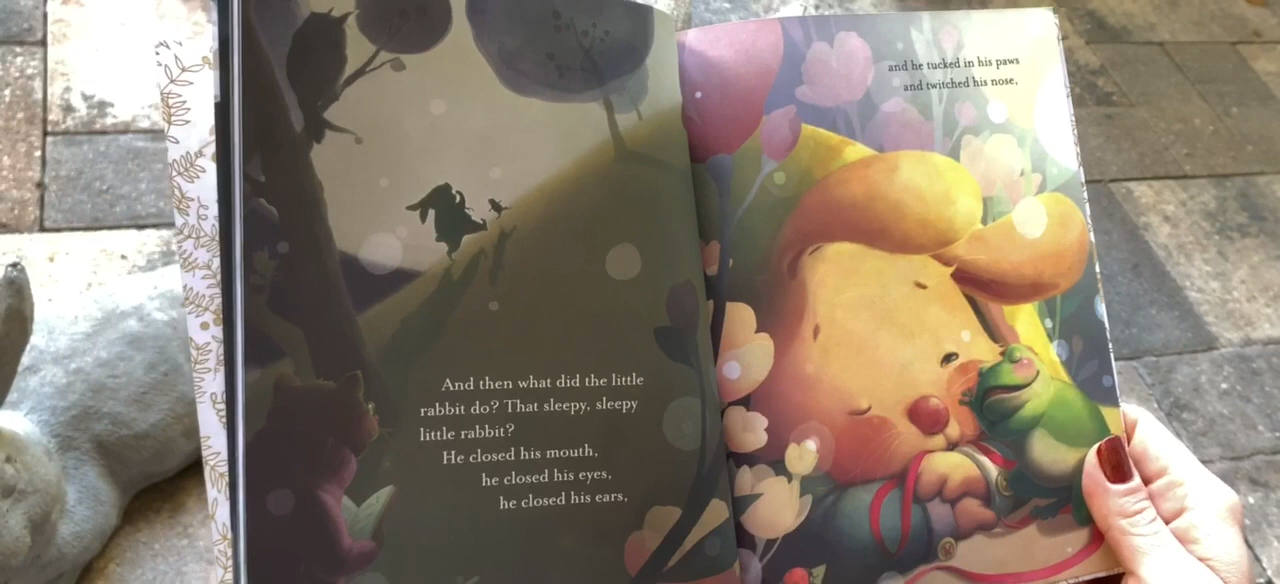 And then what did the little
rabbit do? That sleepy, sleepy
little rabbit?
He closed his mouth,
he closed his eyes,
he closed his ears,
and he tucked in his paws
and twitched his nose,